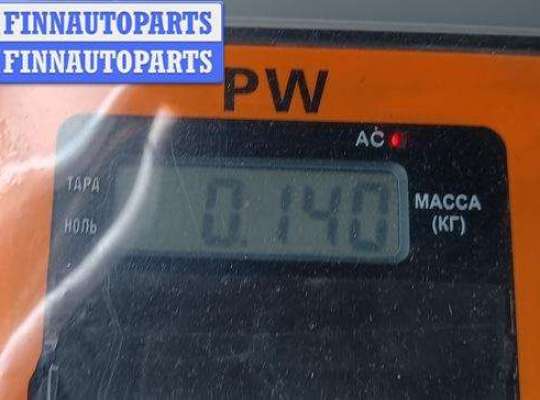 FINNAUTOPARTS
FINNAUTOPARTS
PW
AC
ТАРА
0.140
МАССА
НОЛЬ
(КГ)